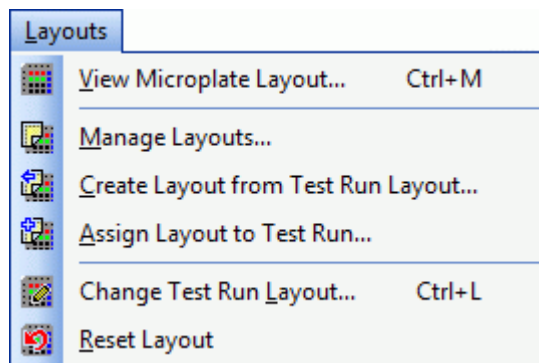 Layouts
View Microplate Layout... Ctrl+M
Manage Layouts...
Create Layout from Test Run Layout...
Assign Layout to Test Run...
Change Test Run Layout... Ctrl+L
Reset Layout